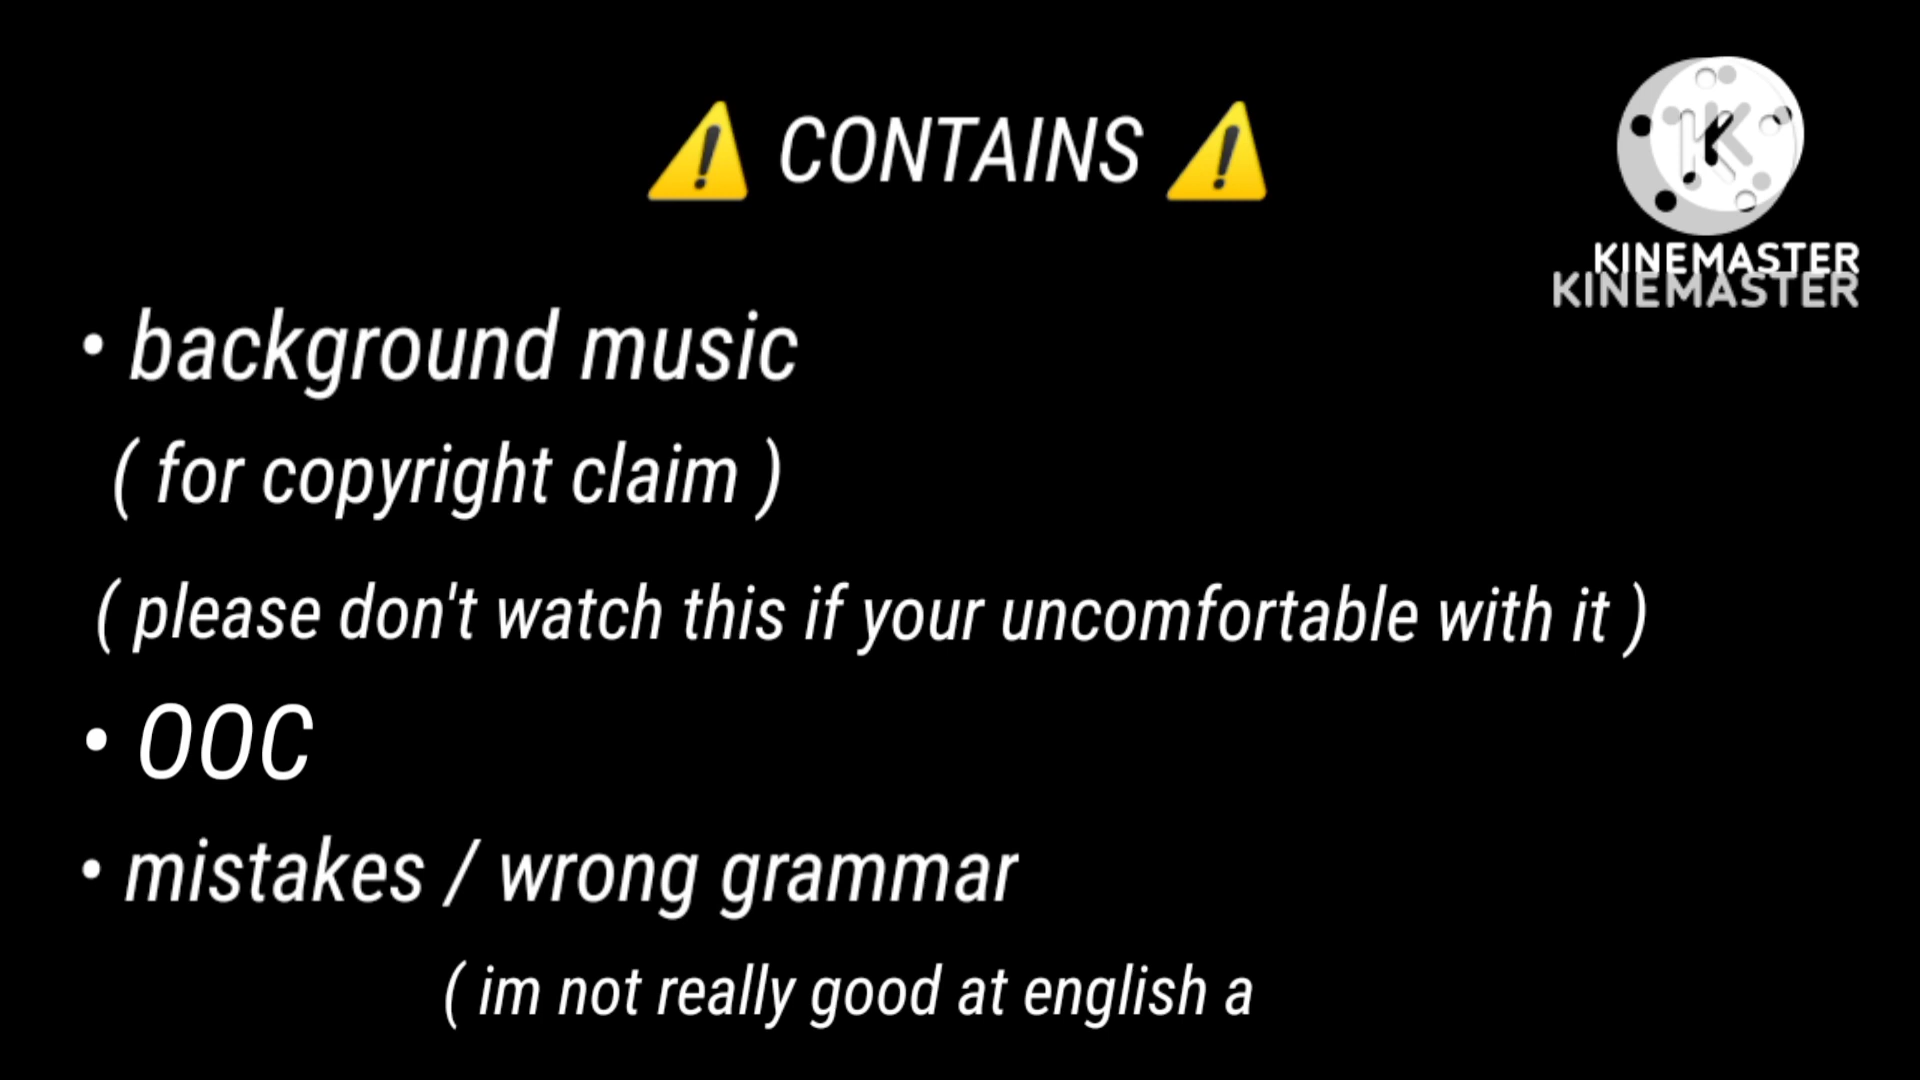 ⚠️ CONTAINS ⚠️
KINEMASTER
KINEMASTER
• background music
( for copyright claim )
( please don't watch this if your uncomfortable with it )
• OOC
• mistakes / wrong grammar
( im not really good at english a